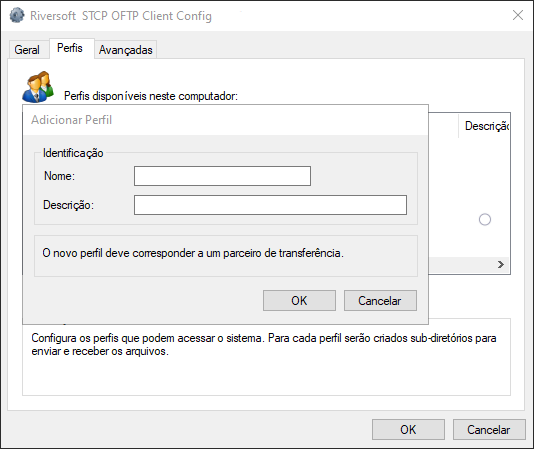 Riversoft STCP OFTP Client Config
Geral Perfis Avançadas
Perfis disponíveis neste computador:
Adicionar Perfil
Descrição
Identificação
Nome:
Descrição:
O novo perfil deve corresponder a um parceiro de transferência.
OK Cancelar
Configura os perfis que podem acessar o sistema. Para cada perfil serão criados sub-diretórios para
enviar e receber os arquivos.
OK Cancelar